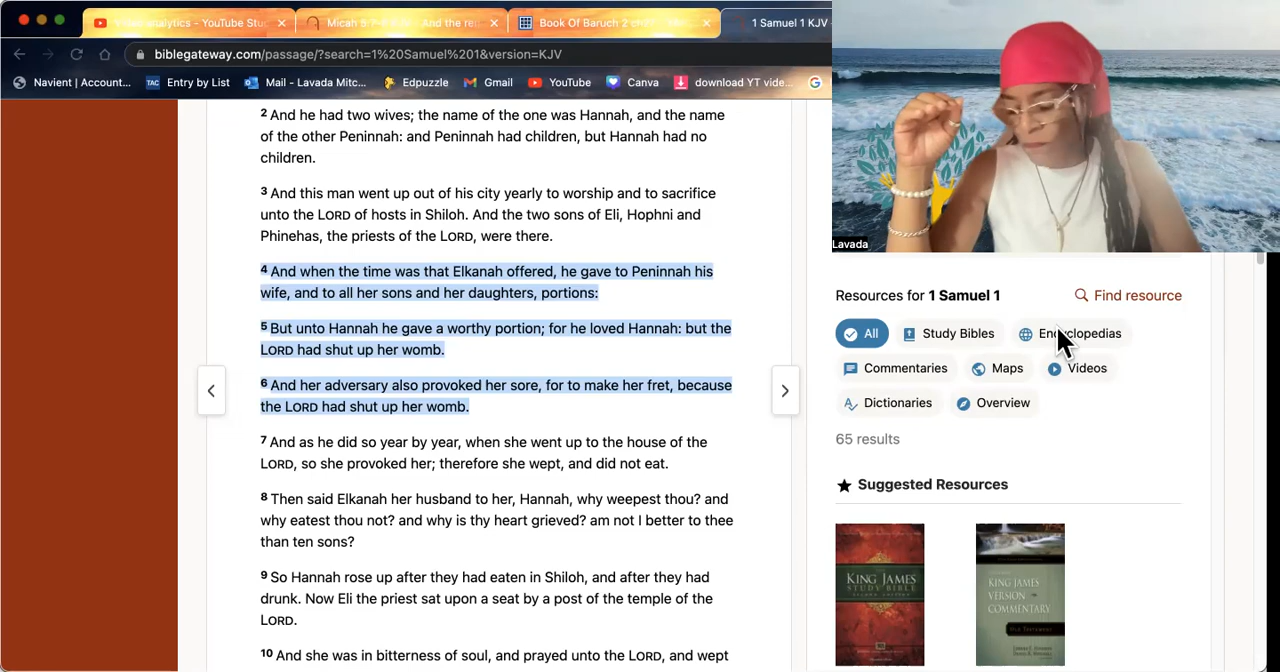 analytics - YouTube Stu
Micah 5:7
And the re
Book Of Baruch 2
1 Samuel 1 KJV
biblegateway.com/passage/?search=1%20Samuel%201&version=KJV
Navient | Account...
TAC Entry by List
Mail - Lavada Mitc...
Edpuzzle
Gmail
YouTube
Canva
download YT vide...
2 And he had two wives; the name of the one was Hannah, and the name
of the other Peninnah: and Peninnah had children, but Hannah had no
children.
3 And this man went up out of his city yearly to worship and to sacrifice
unto the LORD of hosts in Shiloh. And the two sons of Eli, Hophni and
Phinehas, the priests of the LORD, were there.
4 And when the time was that Elkanah offered, he gave to Peninnah his
wife, and to all her sons and her daughters, portions:
5 But unto Hannah he gave a worthy portion; for he loved Hannah: but the
LORD had shut up her womb.
6 And her adversary also provoked her sore, for to make her fret, because
the LORD had shut up her womb.
7 And as he did so year by year, when she went up to the house of the
LORD, so she provoked her; therefore she wept, and did not eat.
8 Then said Elkanah her husband to her, Hannah, why weepest thou? and
why eatest thou not? and why is thy heart grieved? am not I better to thee
than ten sons?
9 So Hannah rose up after they had eaten in Shiloh, and after they had
drunk. Now Eli the priest sat upon a seat by a post of the temple of the
LORD.
10 And she was in bitterness of soul, and prayed unto the LORD, and wept
Lavada
Resources for 1 Samuel 1
Find resource
All
Study Bibles
Encyclopedias
Commentaries
Maps
Videos
Dictionaries
Overview
65 results
Suggested Resources
KING JAMES
STUDY BIBLE
KING JAMES
VERSION
COMMENTARY
OLD TESTAMENT